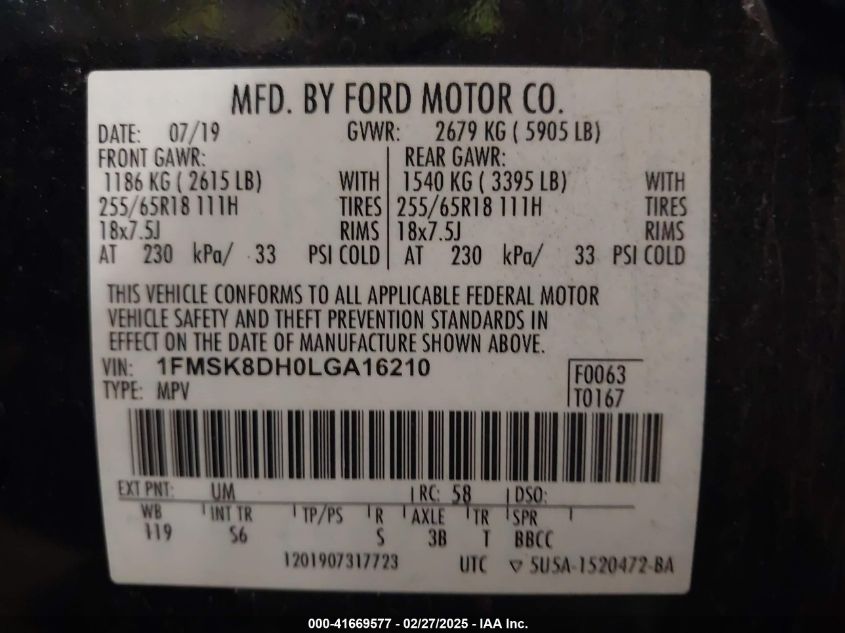 MFD. BY FORD MOTOR CO.
DATE: 07/19 GVWR: 2679 KG ( 5905 LB)
FRONT GAWR: REAR GAWR:
1186 KG ( 2615 LB) WITH 1540 KG ( 3395 LB) WITH
255/65R18 111H TIRES 255/65R18 111H TIRES
18x7.5J RIMS 18x7.5J RIMS
AT 230 kPa/ 33 PSI COLD AT 230 kPa/ 33 PSI COLD
THIS VEHICLE CONFORMS TO ALL APPLICABLE FEDERAL MOTOR
VEHICLE SAFETY AND THEFT PREVENTION STANDARDS IN
EFFECT ON THE DATE OF MANUFACTURE SHOWN ABOVE.
VIN: 1FMSK8DH0LGA16210 F0063
TYPE: MPV T0167
EXT PNT: UM RC: 58 DSO:
WB INT TR TP/PS R AXLE TR SPR
119 S6 S 3B T BBCC
1201907317723 UTC ▽ 5U5A-1520472-BA
000-41669577 - 02/27/2025 - IAA Inc.